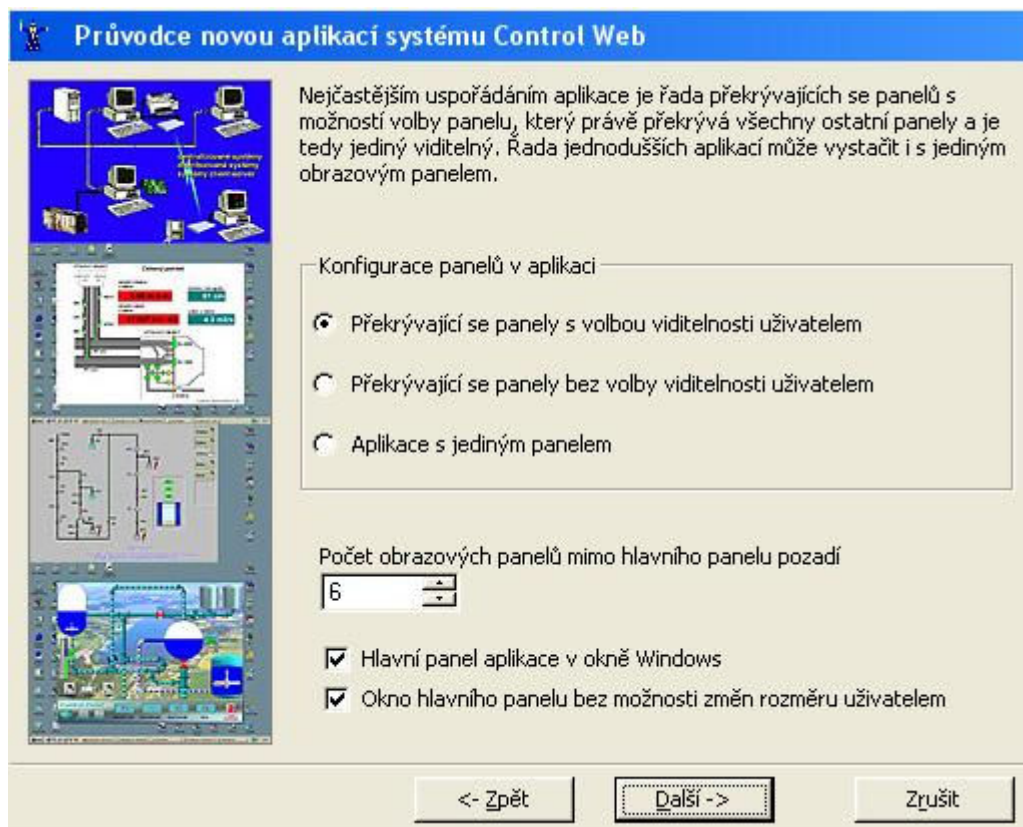 Průvodce novou aplikací systému Control Web
Nejčastějším uspořádáním aplikace je řada překrývajících se panelů s
možností volby panelu, který právě překrývá všechny ostatní panely a je
tedy jediný viditelný. Řada jednodušších aplikací může vystačit i s jediným
obrazovým panelem.
Konfigurace panelů v aplikaci
Překrývající se panely s volbou viditelnosti uživatelem
Překrývající se panely bez volby viditelnosti uživatelem
Aplikace s jediným panelem
Počet obrazových panelů mimo hlavního panelu pozadí
6
Hlavní panel aplikace v okně Windows
Okno hlavního panelu bez možnosti změn rozměru uživatelem
<- Zpět
Další ->
Zrušit